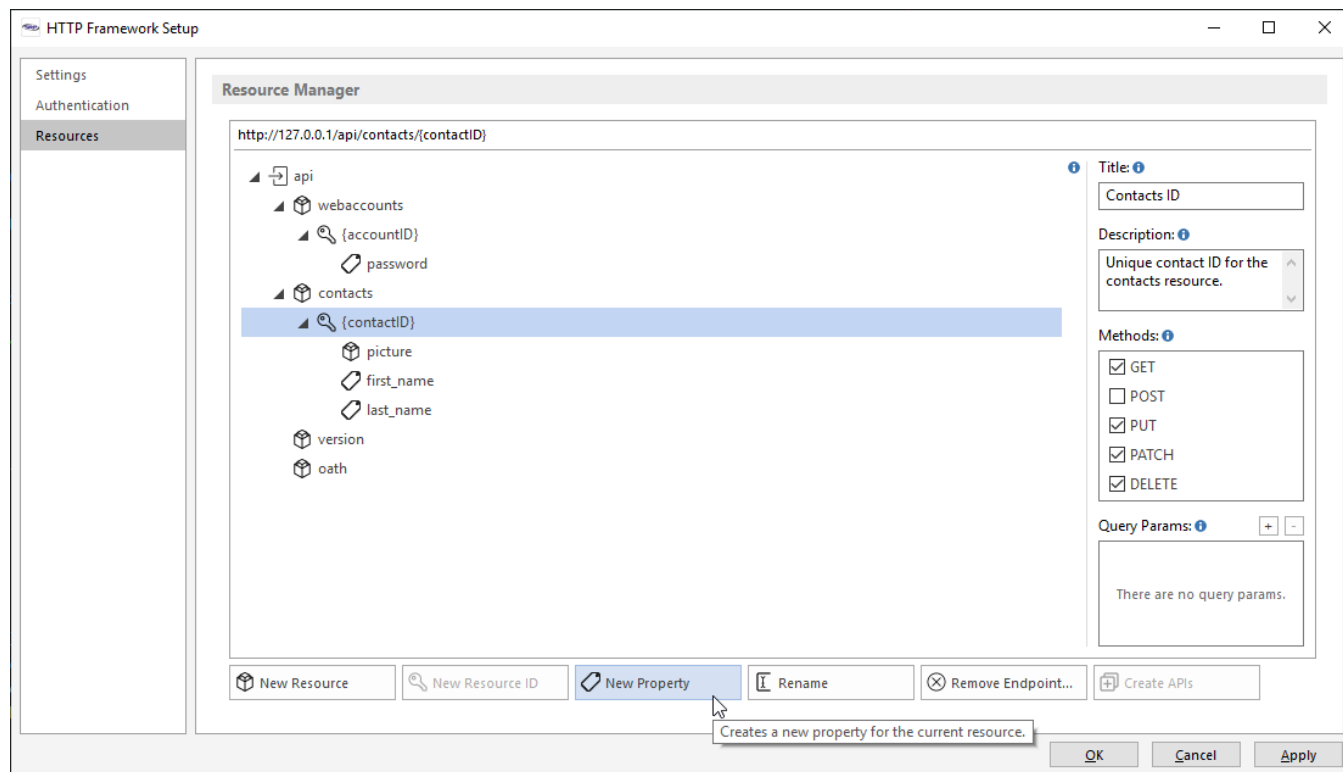 HTTP Framework Setup
Settings
Authentication
Resources
Resource Manager
http://127.0.0.1/api/contacts/{contactID}
api
webaccounts
{accountID}
password
contacts
{contactID}
picture
first_name
last_name
version
oath
Title:
Contacts ID
Description:
Unique contact ID for the
contacts resource.
Methods:
GET
POST
PUT
PATCH
DELETE
Query Params:
+ -
There are no query params.
New Resource
New Resource ID
New Property
Rename
Remove Endpoint...
Create APIs
Creates a new property for the current resource.
OK
Cancel
Apply